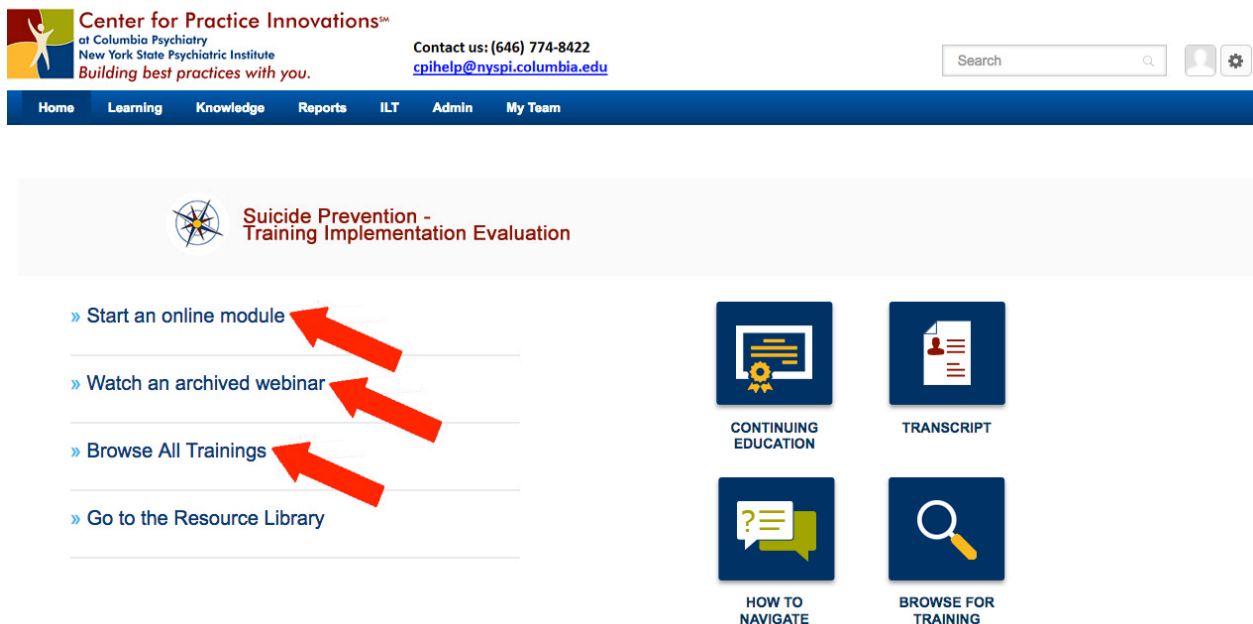 Center for Practice Innovations℠
at Columbia Psychiatry
New York State Psychiatric Institute
Building best practices with you.
Contact us: (646) 774-8422
cpihelp@nyspi.columbia.edu
Search
Home Learning Knowledge Reports ILT Admin My Team
Suicide Prevention -
Training Implementation Evaluation
» Start an online module
» Watch an archived webinar
» Browse All Trainings
» Go to the Resource Library
CONTINUING
EDUCATION
TRANSCRIPT
?
HOW TO
NAVIGATE
BROWSE FOR
TRAINING